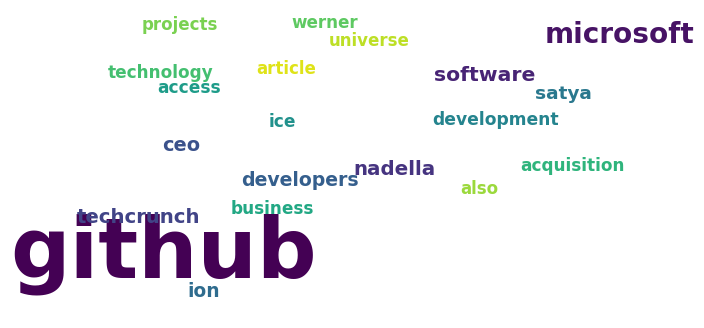 projects
werner
universe
microsoft
technology
article
software
access
satya
ice
development
ceo
nadella
acquisition
developers
also
business
techcrunch
github
ion